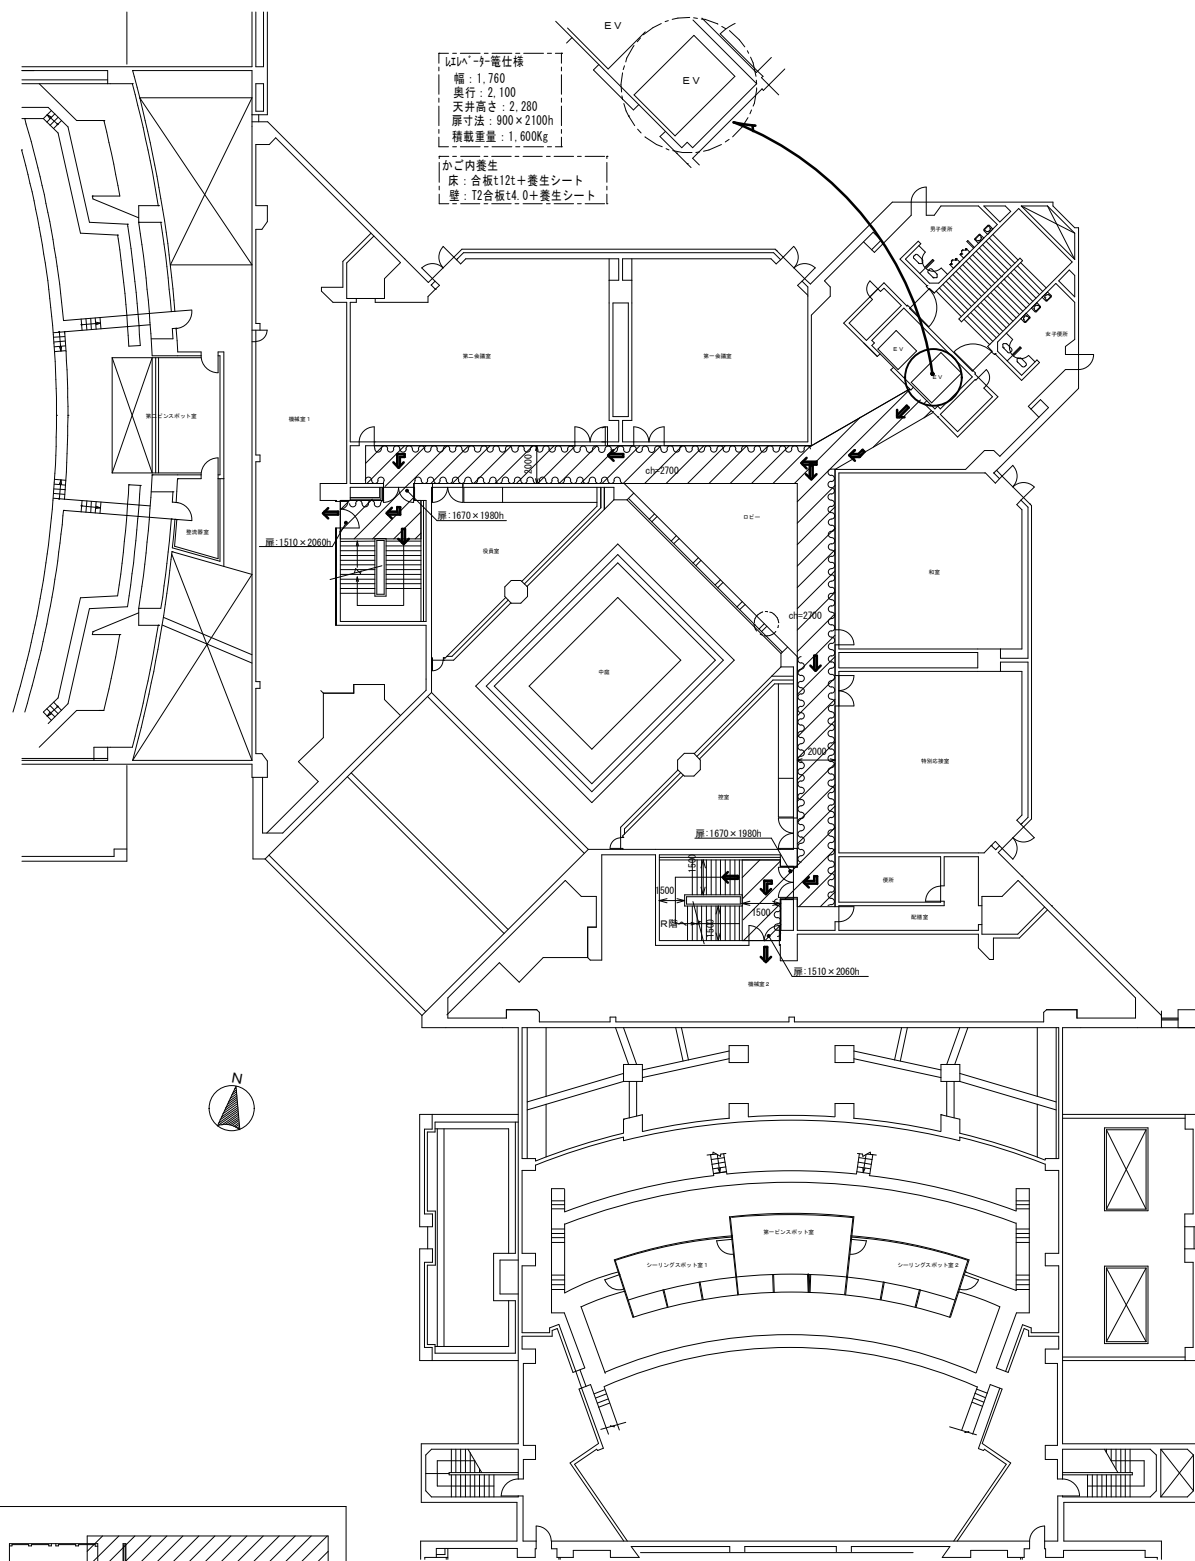 EV
エレベーター篭仕様
幅：1,760
奥行：2,100
天井高さ：2,280
扉寸法：900×2100h
積載重量：1,600Kg
EV
かご内養生
床：合板t12t+養生シート
壁：T2合板t4.0+養生シート
男子便所
女子便所
EV
EV
第二会議室
第一会議室
第二ピンスポット室
機械室1
2000
ch=2700
扉:1670×1980h
ロビー
整流器室
扉:1510×2060h
役員室
和室
ch=2700
中庭
2000
特別応接室
控室
扉:1670×1980h
1500
1500
便所
1500
R階へ
1500
配膳室
扉:1510×2060h
機械室2
N
第一ピンスポット室
シーリングスポット室1
シーリングスポット室2